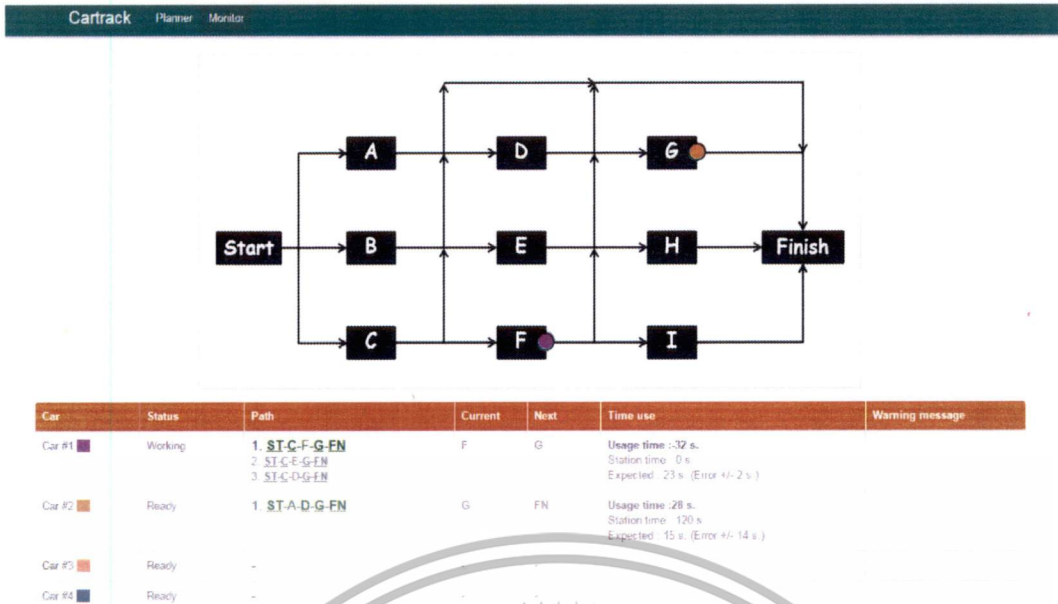 Cartrack Planner Monitor
A D G
Start B E H Finish
C F I
Car Status Path Current Next Time use Warning message
Car #1 Working 1. ST-C-F-G-FN F G Usage time :-32 s.
2. ST-C-E-G-FN Station time : 0 s
3. ST-C-D-G-FN Expected : 23 s. (Error +/- 2 s.)
Car #2 Ready 1. ST-A-D-G-FN G FN Usage time :28 s.
Station time : 120 s
Expected : 15 s. (Error +/- 14 s.)
Car #3 Ready - - -
Car #4 Ready - - -